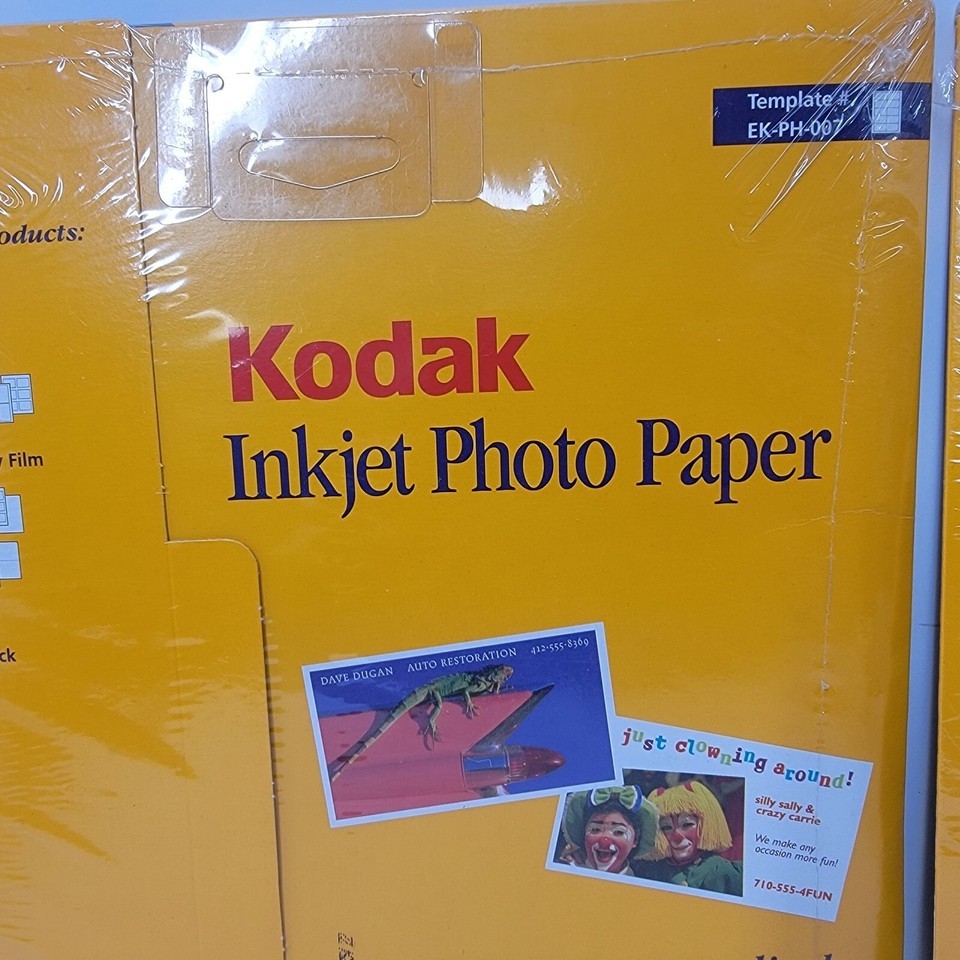 Template #
EK-PH-007
oducts:
Kodak
Inkjet Photo Paper
y Film
ck
DAVE DUGAN AUTO RESTORATION 412-555-8369
just clowning around!
silly sally &
crazy carrie
We make any
occasion more fun!
710-555-4FUN